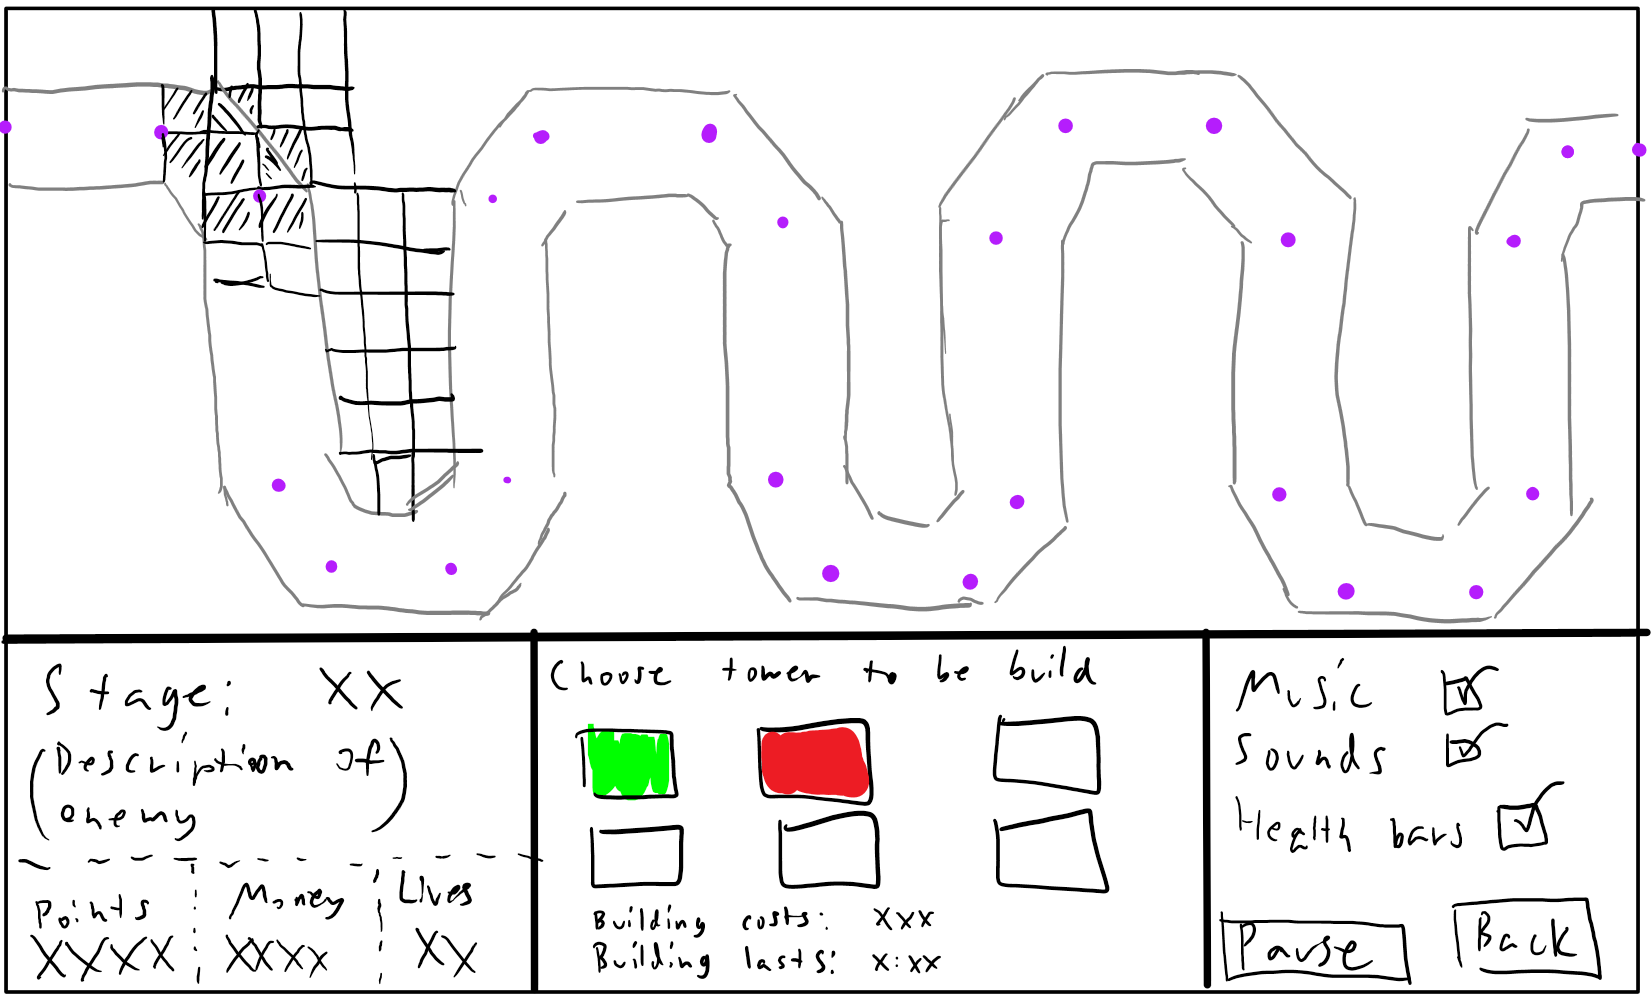 Stage: XX
(Description of
enemy)
Points Money Lives
XXXX XXXX XX
Choose tower to be build
Building costs: XXX
Building lasts: X:XX
Music
Sounds
Health bars
Pause Back